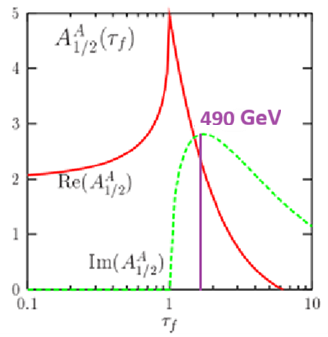 5
A^A_{1/2}(τ_f)
490 GeV
4
3
2
Re(A^A_{1/2})
1
Im(A^A_{1/2})
0
0.1 1 10
τ_f